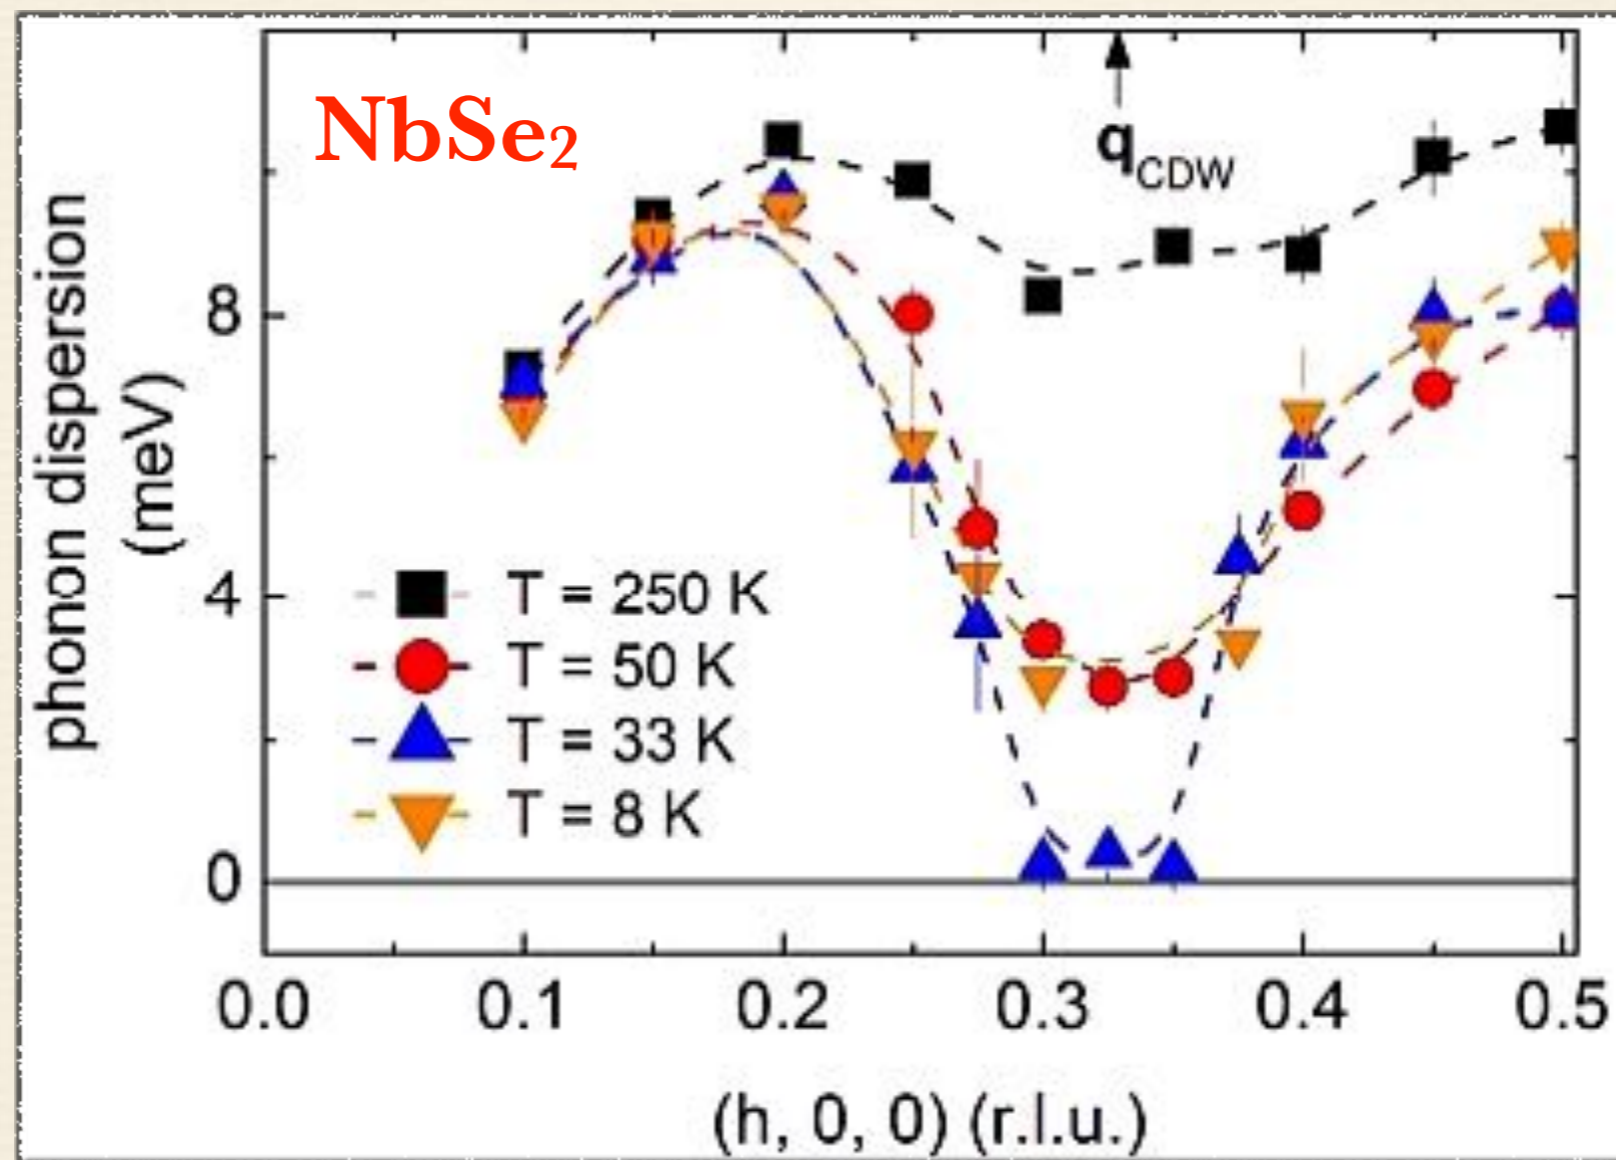 NbSe₂
qCDW
phonon dispersion
(meV)
8
4
0
T = 250 K
T = 50 K
T = 33 K
T = 8 K
0.0 0.1 0.2 0.3 0.4 0.5
(h, 0, 0) (r.l.u.)